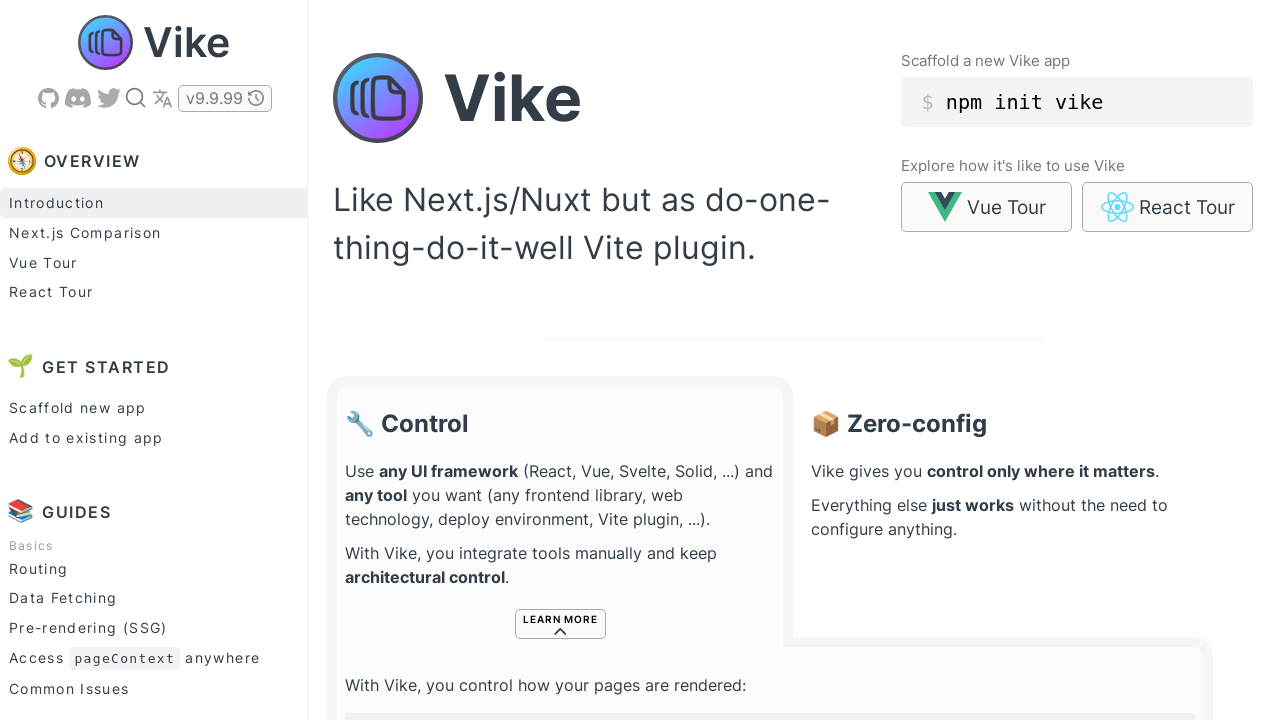 Vike
v9.9.99
OVERVIEW
Introduction
Next.js Comparison
Vue Tour
React Tour
GET STARTED
Scaffold new app
Add to existing app
GUIDES
Basics
Routing
Data Fetching
Pre-rendering (SSG)
Access pageContext anywhere
Common Issues
Vike
Like Next.js/Nuxt but as do-one-
thing-do-it-well Vite plugin.
Scaffold a new Vike app
$ npm init vike
Explore how it's like to use Vike
Vue Tour
React Tour
🔧 Control
Use any UI framework (React, Vue, Svelte, Solid, ...) and
any tool you want (any frontend library, web
technology, deploy environment, Vite plugin, ...).
With Vike, you integrate tools manually and keep
architectural control.
LEARN MORE
📦 Zero-config
Vike gives you control only where it matters.
Everything else just works without the need to
configure anything.
With Vike, you control how your pages are rendered: